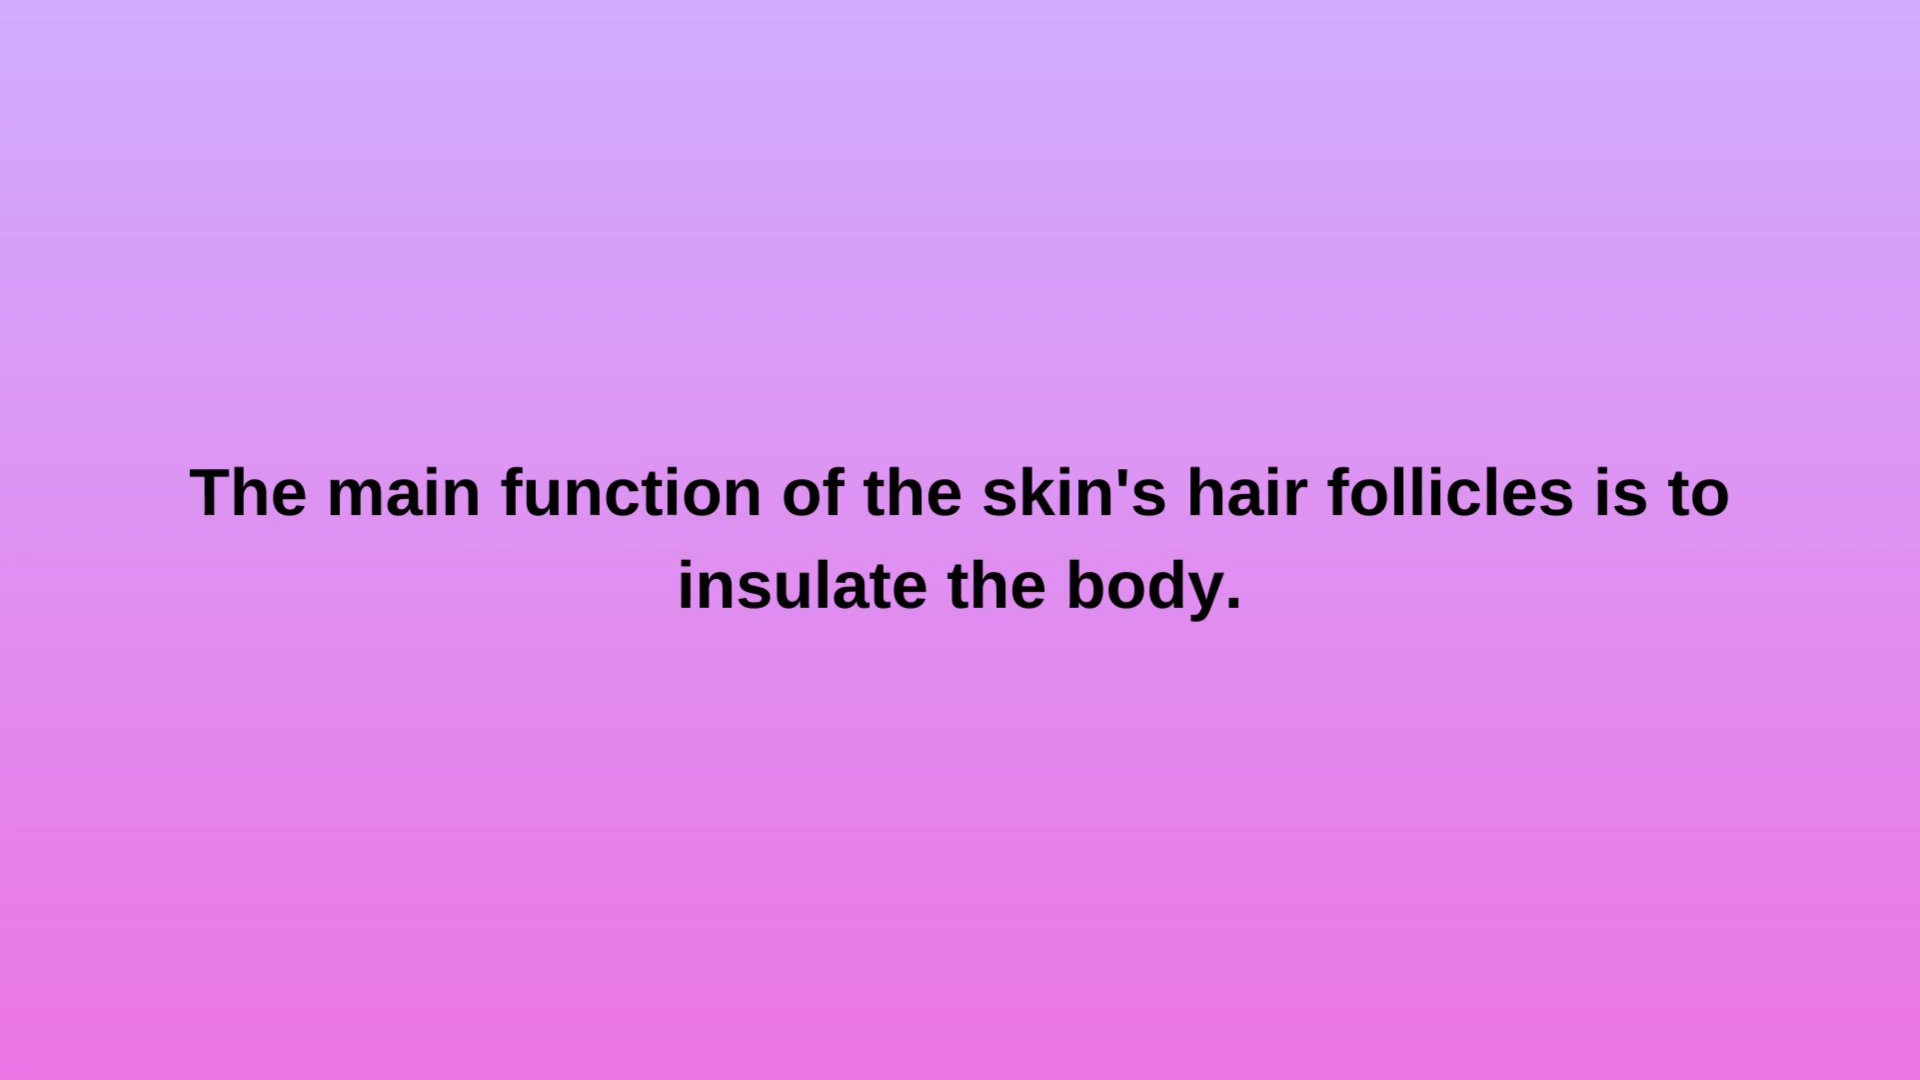 The main function of the skin's hair follicles is to
insulate the body.